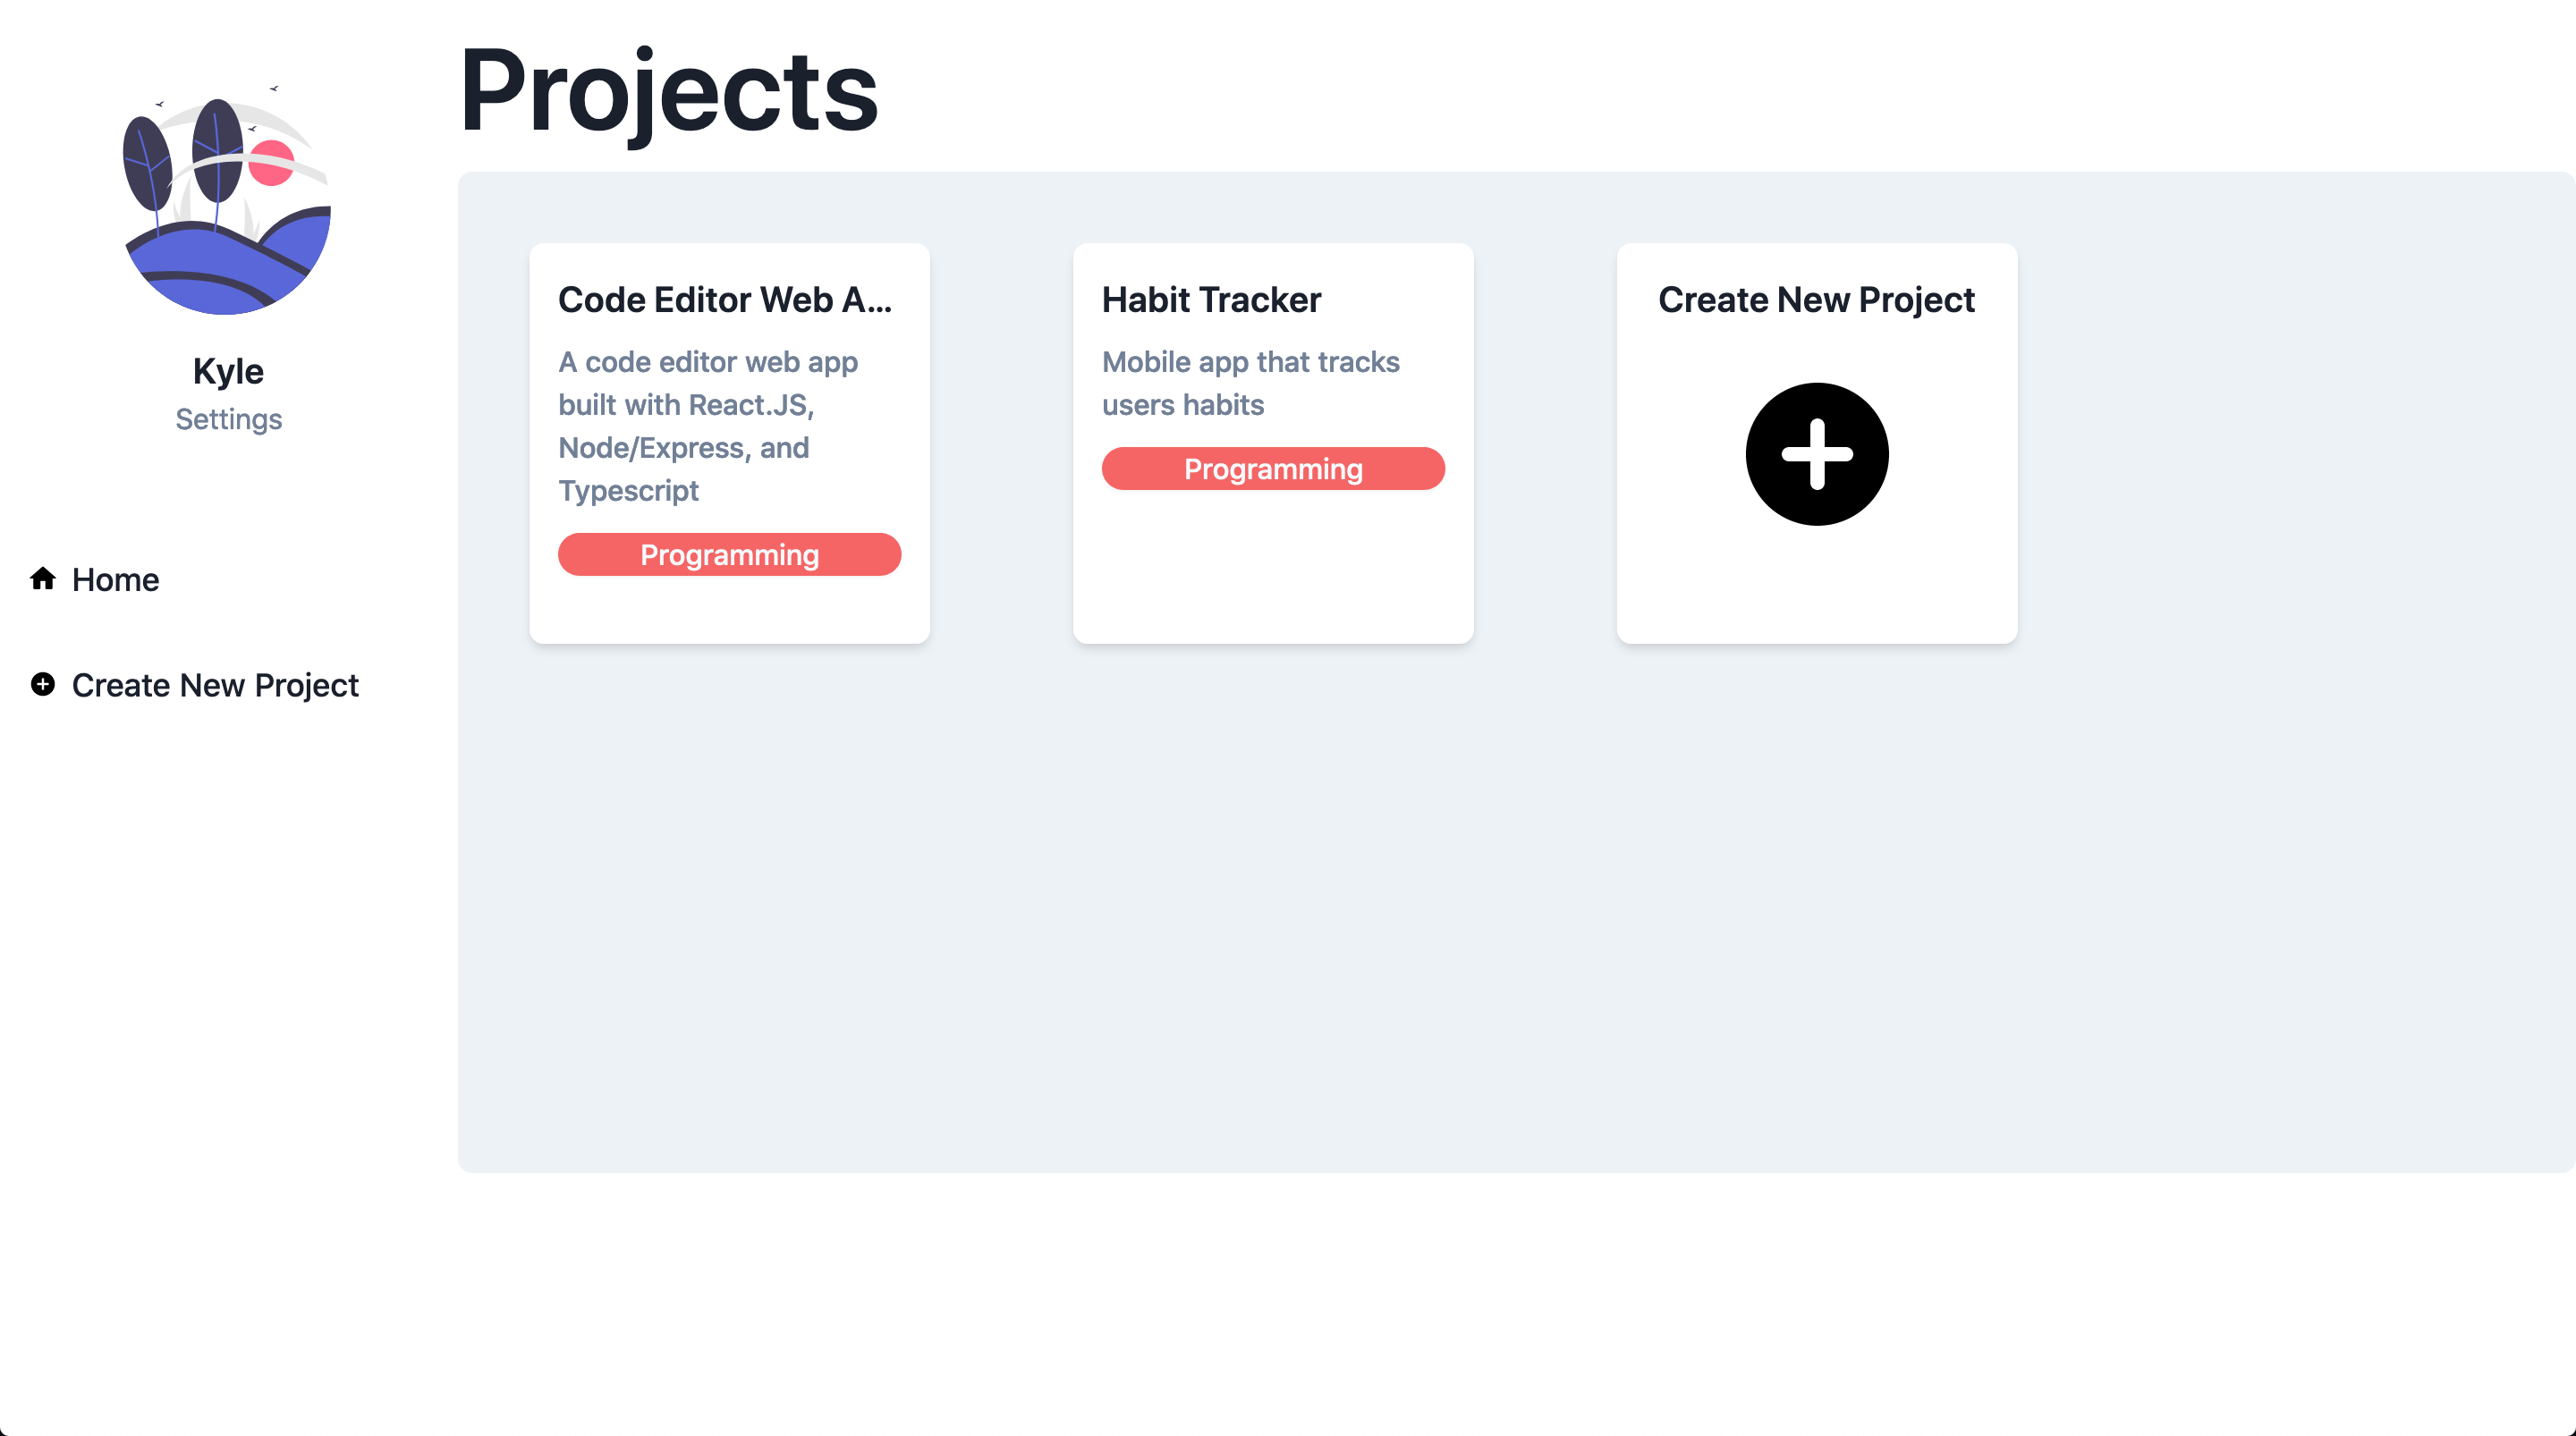 Projects
Kyle
Settings
Home
Create New Project
Code Editor Web A...
A code editor web app
built with React.JS,
Node/Express, and
Typescript
Programming
Habit Tracker
Mobile app that tracks
users habits
Programming
Create New Project